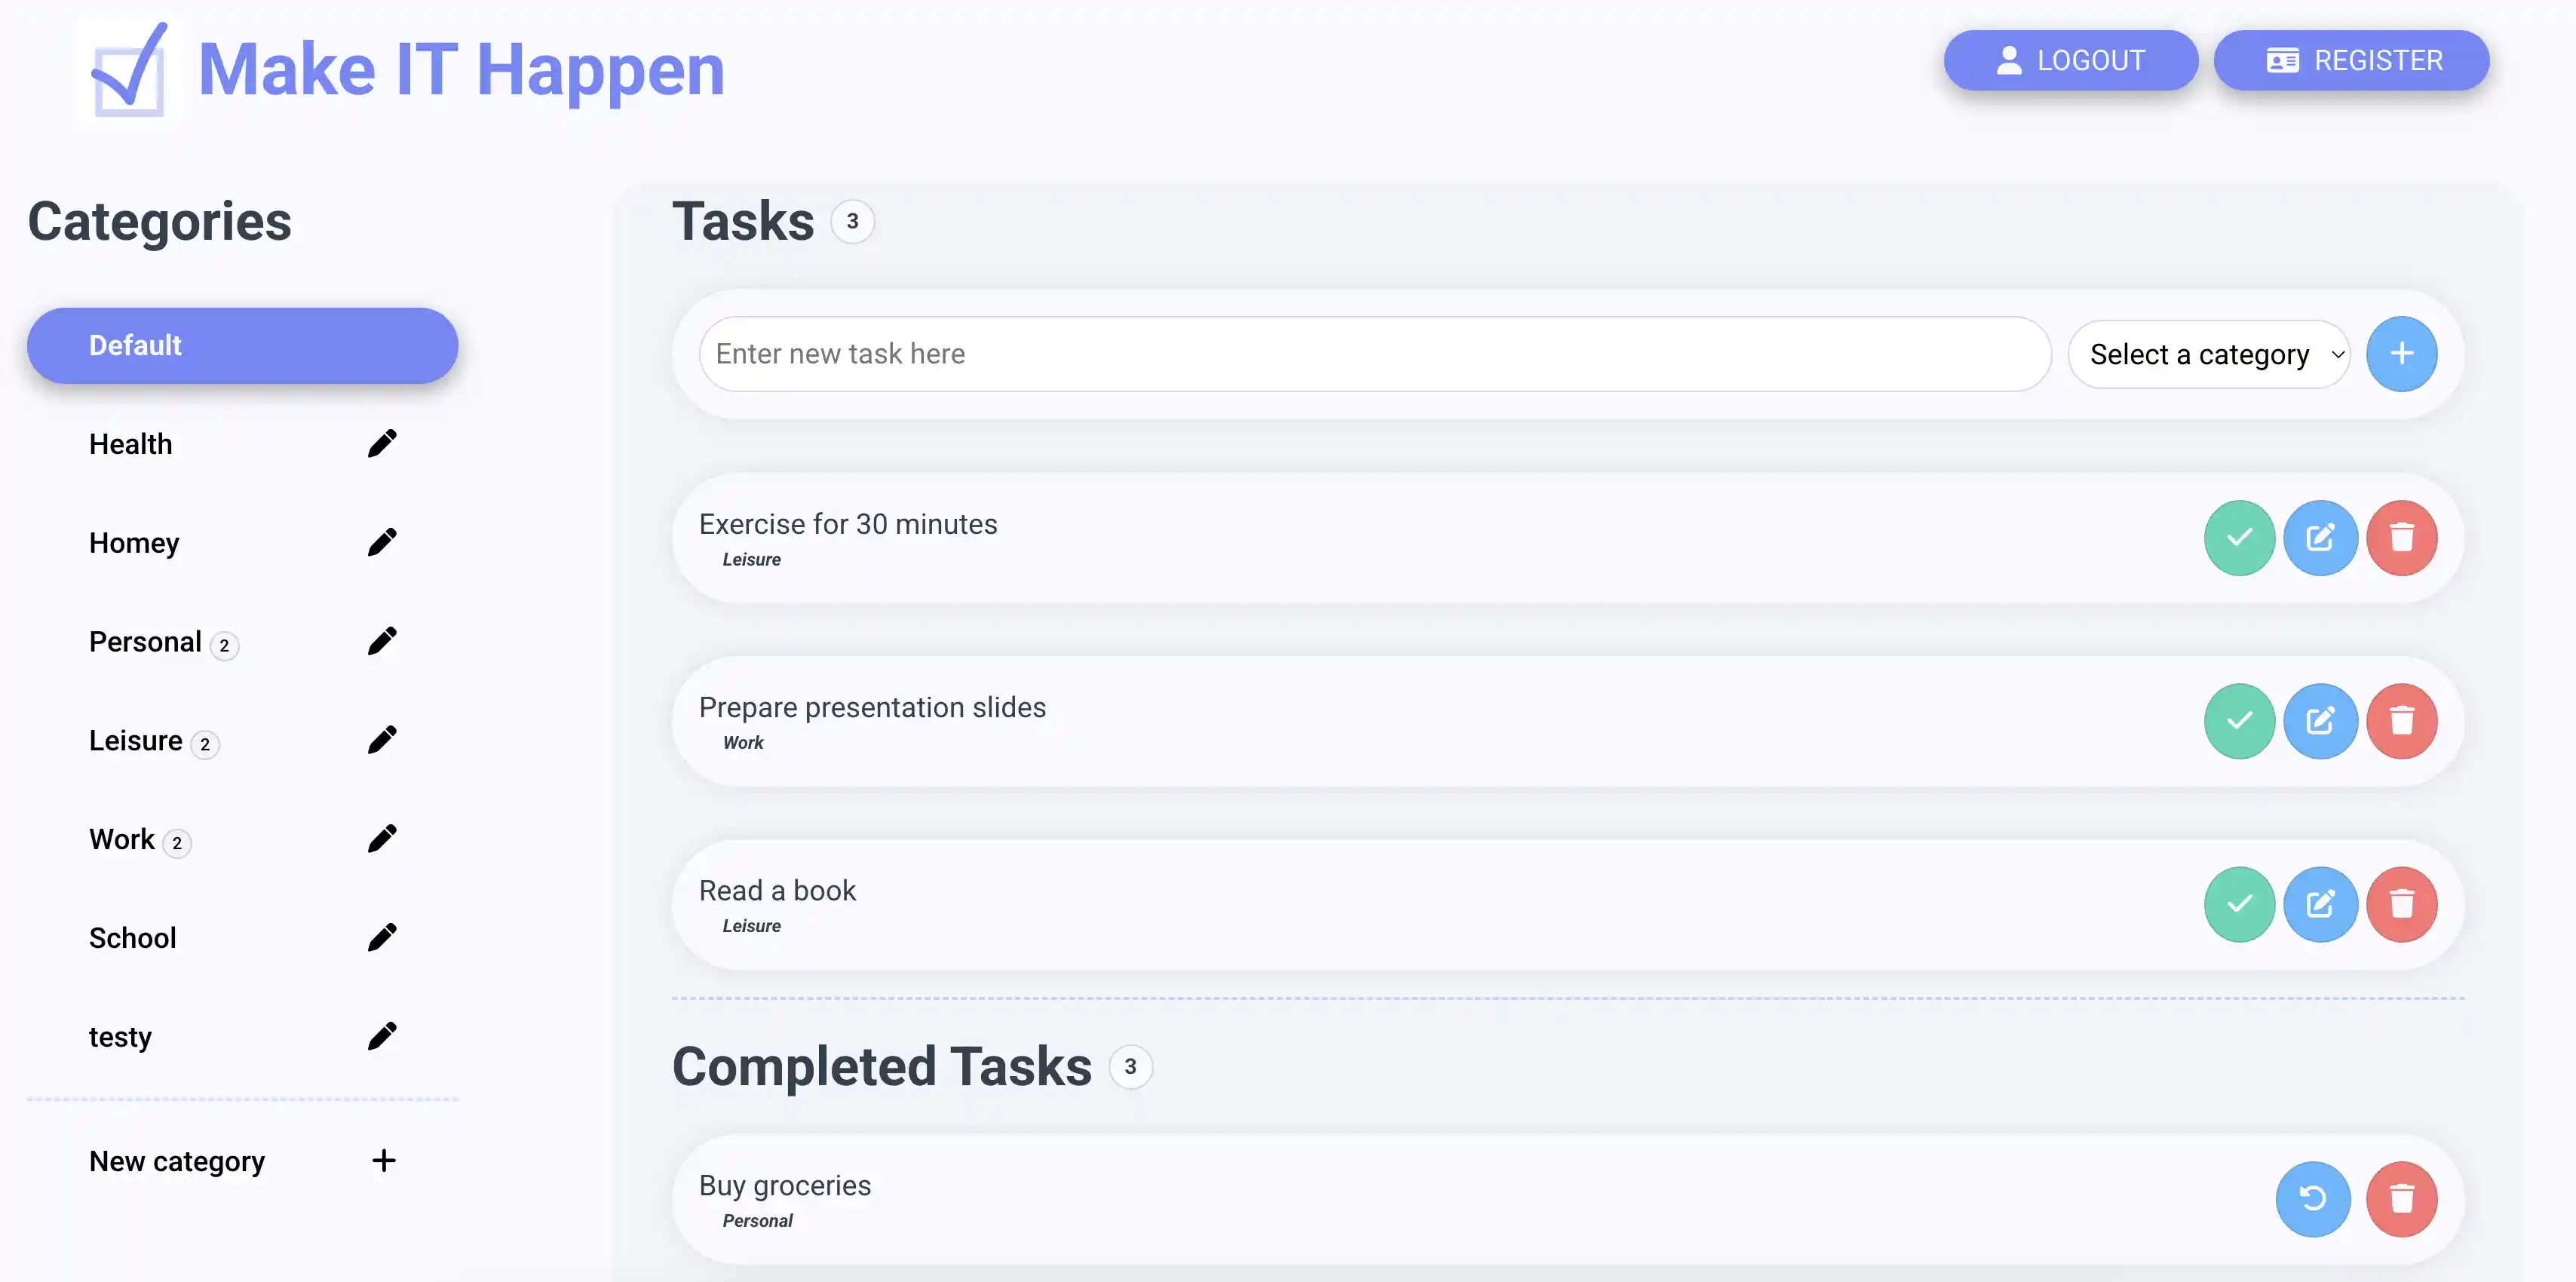 Make IT Happen
LOGOUT
REGISTER
Categories
Default
Health
Homey
Personal 2
Leisure 2
Work 2
School
testy
New category
Tasks 3
Enter new task here
Select a category
Exercise for 30 minutes
Leisure
Prepare presentation slides
Work
Read a book
Leisure
Completed Tasks 3
Buy groceries
Personal